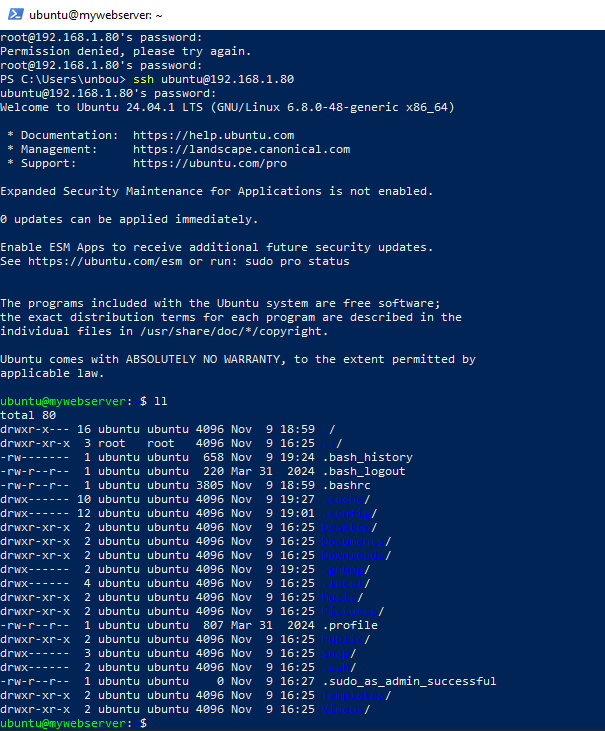 ubuntu@mywebserver: ~
root@192.168.1.80's password:
Permission denied, please try again.
root@192.168.1.80's password:
PS C:\Users\unbou> ssh ubuntu@192.168.1.80
ubuntu@192.168.1.80's password:
Welcome to Ubuntu 24.04.1 LTS (GNU/Linux 6.8.0-48-generic x86_64)
* Documentation:  https://help.ubuntu.com
* Management:     https://landscape.canonical.com
* Support:        https://ubuntu.com/pro
Expanded Security Maintenance for Applications is not enabled.
0 updates can be applied immediately.
Enable ESM Apps to receive additional future security updates.
See https://ubuntu.com/esm or run: sudo pro status
The programs included with the Ubuntu system are free software;
the exact distribution terms for each program are described in the
individual files in /usr/share/doc/*/copyright.
Ubuntu comes with ABSOLUTELY NO WARRANTY, to the extent permitted by
applicable law.
ubuntu@mywebserver: $ ll
total 80
drwxr-x--- 16 ubuntu ubuntu 4096 Nov  9 18:59 /
drwxr-xr-x  3 root   root   4096 Nov  9 16:25 /
-rw-------  1 ubuntu ubuntu  658 Nov  9 19:24 .bash_history
-rw-r--r--  1 ubuntu ubuntu  220 Mar 31  2024 .bash_logout
-rw-r--r--  1 ubuntu ubuntu 3805 Nov  9 18:59 .bashrc
drwx------ 10 ubuntu ubuntu 4096 Nov  9 19:27 .cache/
drwx------ 12 ubuntu ubuntu 4096 Nov  9 19:01 .config/
drwxr-xr-x  2 ubuntu ubuntu 4096 Nov  9 16:25 Desktop/
drwxr-xr-x  2 ubuntu ubuntu 4096 Nov  9 16:25 Documents/
drwxr-xr-x  2 ubuntu ubuntu 4096 Nov  9 16:25 Downloads/
drwx------  2 ubuntu ubuntu 4096 Nov  9 19:25 .gnupg/
drwx------  4 ubuntu ubuntu 4096 Nov  9 16:25 .local/
drwxr-xr-x  2 ubuntu ubuntu 4096 Nov  9 16:25 Music/
drwxr-xr-x  2 ubuntu ubuntu 4096 Nov  9 16:25 Pictures/
-rw-r--r--  1 ubuntu ubuntu  807 Mar 31  2024 .profile
drwxr-xr-x  2 ubuntu ubuntu 4096 Nov  9 16:25 Public/
drwx------  3 ubuntu ubuntu 4096 Nov  9 16:25 snap/
drwx------  2 ubuntu ubuntu 4096 Nov  9 16:25 .ssh/
-rw-r--r--  1 ubuntu ubuntu    0 Nov  9 16:27 .sudo_as_admin_successful
drwxr-xr-x  2 ubuntu ubuntu 4096 Nov  9 16:25 Templates/
drwxr-xr-x  2 ubuntu ubuntu 4096 Nov  9 16:25 Videos/
ubuntu@mywebserver: $